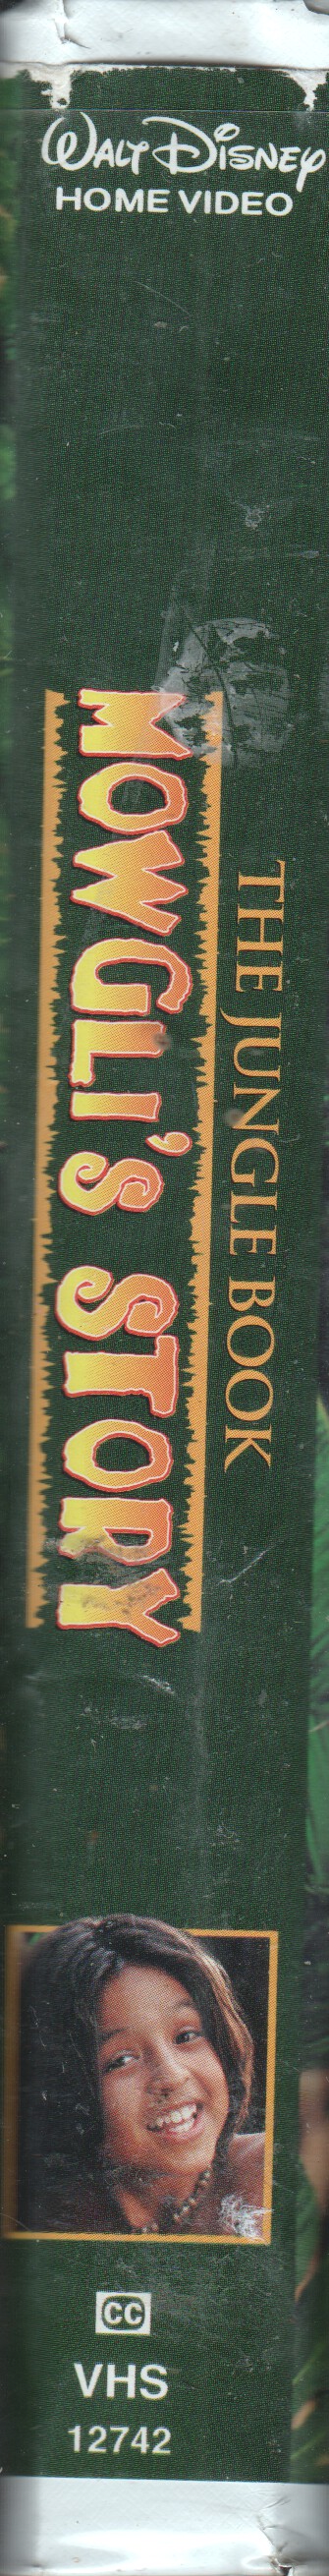 WALT DISNEY
HOME VIDEO
THE JUNGLE BOOK
MOWGLI'S STORY
CC
VHS
12742